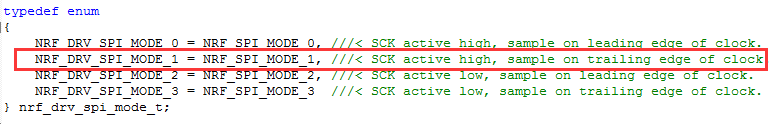 typedef enum
{
NRF_DRV_SPI_MODE_0 = NRF_SPI_MODE_0, ///< SCK active high, sample on leading edge of clock.
NRF_DRV_SPI_MODE_1 = NRF_SPI_MODE_1, ///< SCK active high, sample on trailing edge of clock
NRF_DRV_SPI_MODE_2 = NRF_SPI_MODE_2, ///< SCK active low, sample on leading edge of clock.
NRF_DRV_SPI_MODE_3 = NRF_SPI_MODE_3 ///< SCK active low, sample on trailing edge of clock.
} nrf_drv_spi_mode_t;